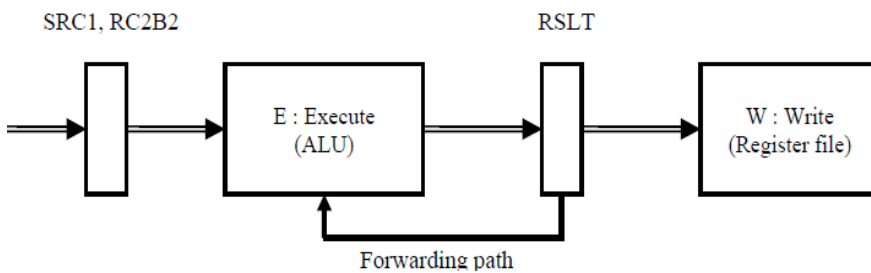 SRC1, RC2B2
RSLT
E : Execute
(ALU)
W : Write
(Register file)
Forwarding path